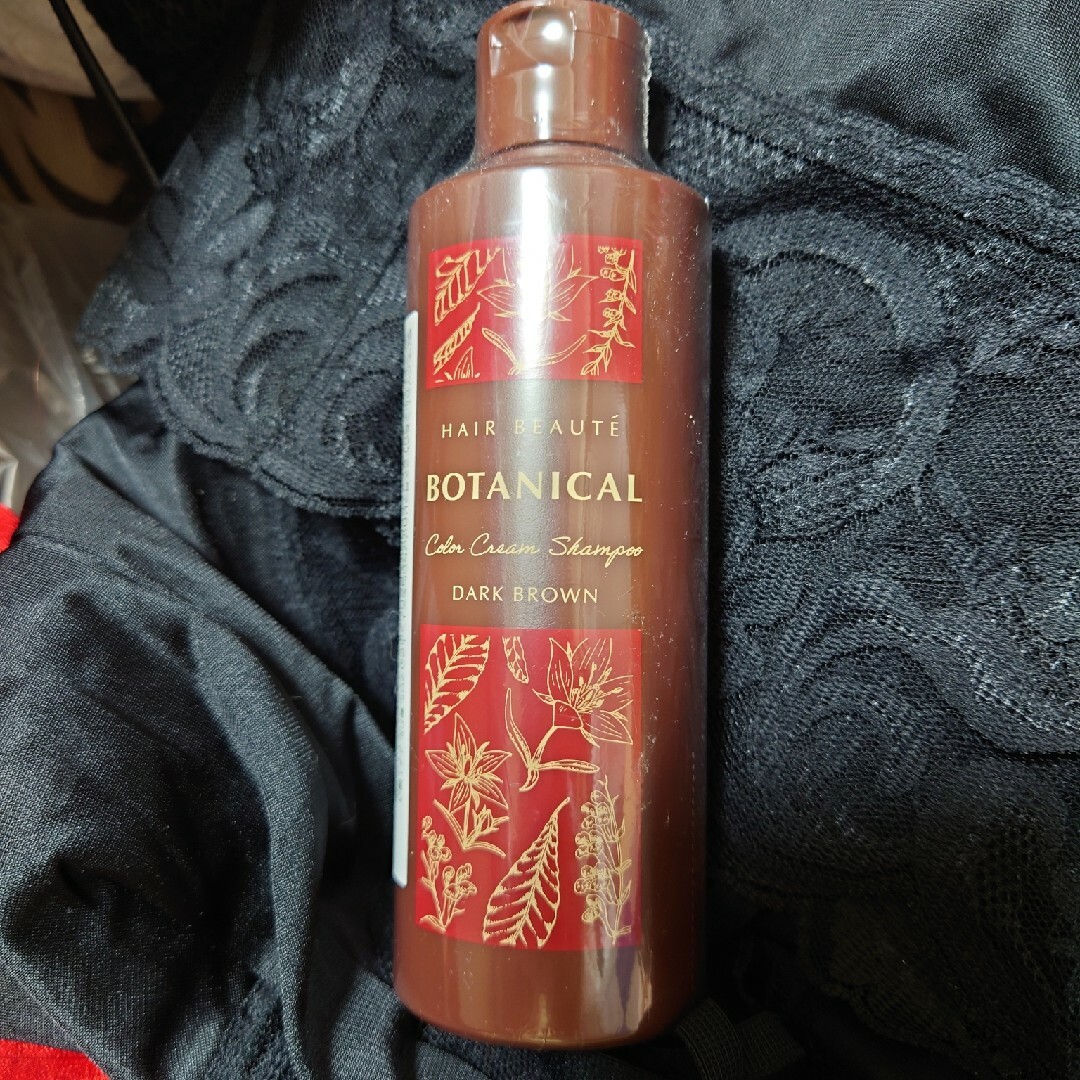 HAIR BEAUTÉ
BOTANICAL
Color Cream Shampoo
DARK BROWN